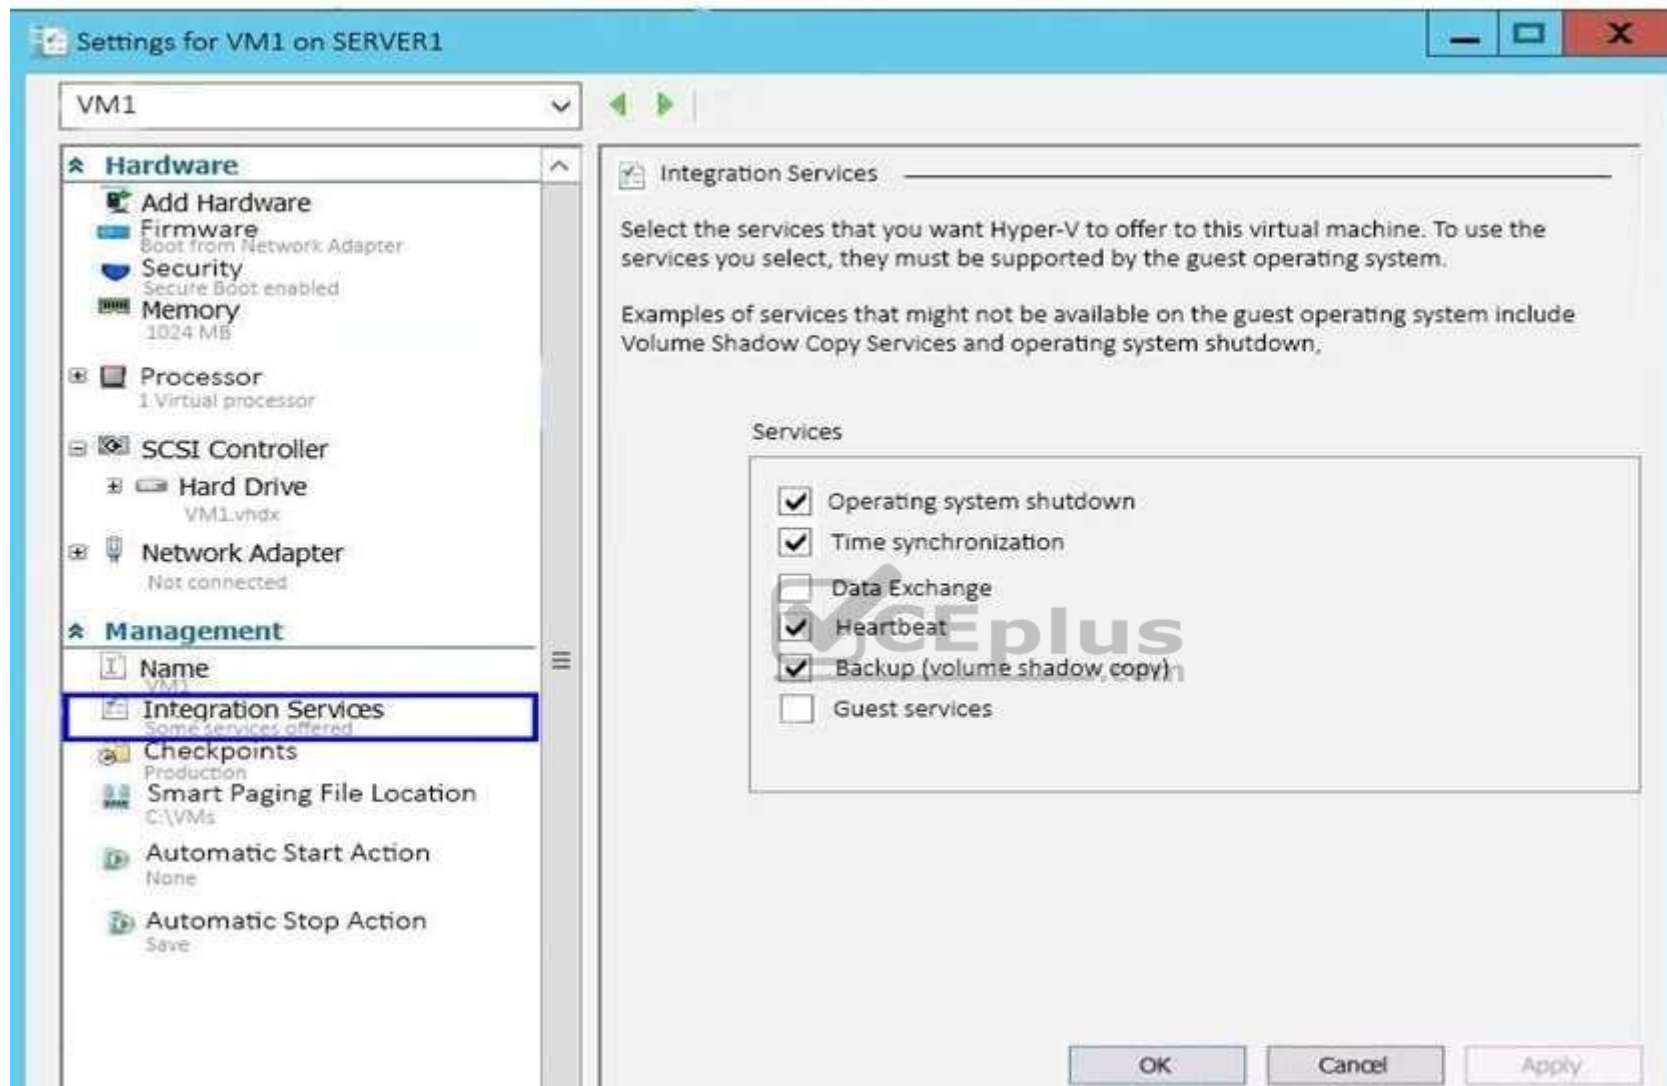 Settings for VM1 on SERVER1
VM1
Hardware
Add Hardware
Firmware
Boot from Network Adapter
Security
Secure Boot enabled
Memory
1024 MB
Processor
1 Virtual processor
SCSI Controller
Hard Drive
VM1.vhdx
Network Adapter
Not connected
Management
Name
VM1
Integration Services
Some services offered
Checkpoints
Production
Smart Paging File Location
C:\VMs
Automatic Start Action
None
Automatic Stop Action
Save
Integration Services
Select the services that you want Hyper-V to offer to this virtual machine. To use the
services you select, they must be supported by the guest operating system.
Examples of services that might not be available on the guest operating system include
Volume Shadow Copy Services and operating system shutdown,
Services
Operating system shutdown
Time synchronization
Data Exchange
Heartbeat
Backup (volume shadow copy)
Guest services
CEplus
OK
Cancel
Apply